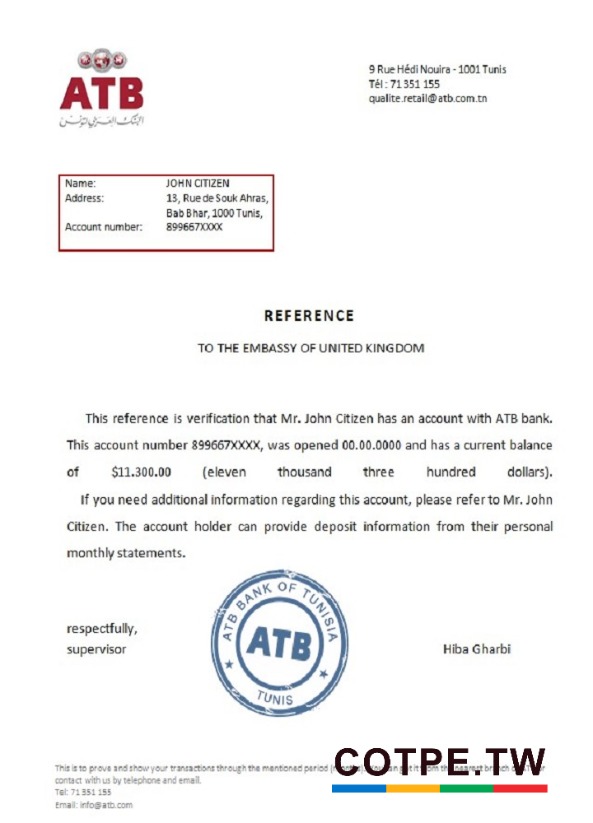 ATB
البنك العربي لتونس
9 Rue Hédi Nouira - 1001 Tunis
Tél : 71 351 155
qualite.retail@atb.com.tn
Name: JOHN CITIZEN
Address: 13, Rue de Souk Ahras,
Bab Bhar, 1000 Tunis,
Account number: 899667XXXX
REFERENCE
TO THE EMBASSY OF UNITED KINGDOM
This reference is verification that Mr. John Citizen has an account with ATB bank.
This account number 899667XXXX, was opened 00.00.0000 and has a current balance
of $11.300.00 (eleven thousand three hundred dollars).
If you need additional information regarding this account, please refer to Mr. John
Citizen. The account holder can provide deposit information from their personal
monthly statements.
ATB BANK OF TUNISIA
ATB
TUNIS
respectfully,
supervisor
Hiba Gharbi
This is to prove and show your transactions through the mentioned period
contact with us by telephone and email.
Tel: 71 351 155
Email: info@atb.com
COTPE.TW